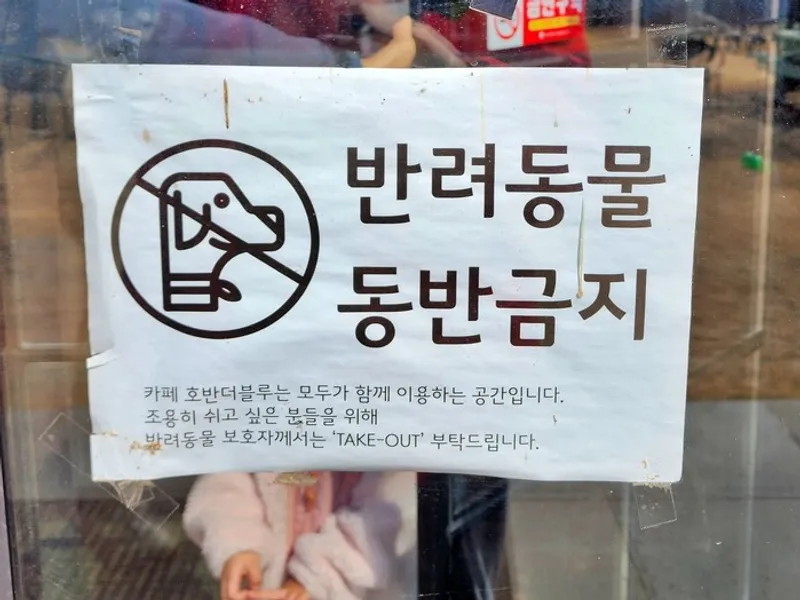 반려동물
동반금지
카페 호반더블루는 모두가 함께 이용하는 공간입니다.
조용히 쉬고 싶은 분들을 위해
반려동물 보호자께서는 'TAKE-OUT' 부탁드립니다.